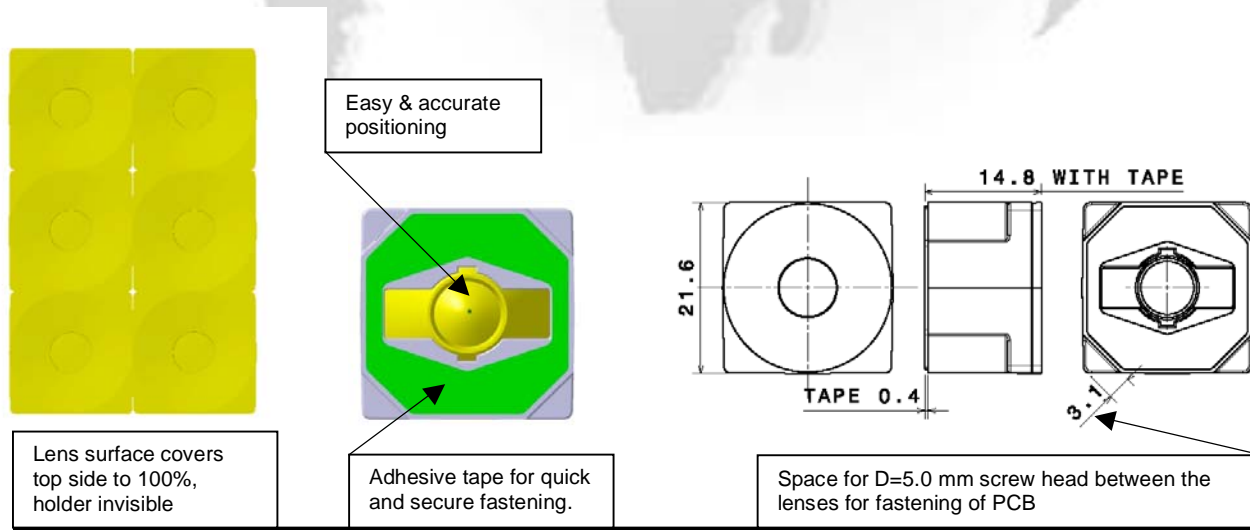 Easy & accurate
positioning
14.8 WITH TAPE
21.6
TAPE 0.4
3.1
Lens surface covers
top side to 100%,
holder invisible
Adhesive tape for quick
and secure fastening.
Space for D=5.0 mm screw head between the
lenses for fastening of PCB